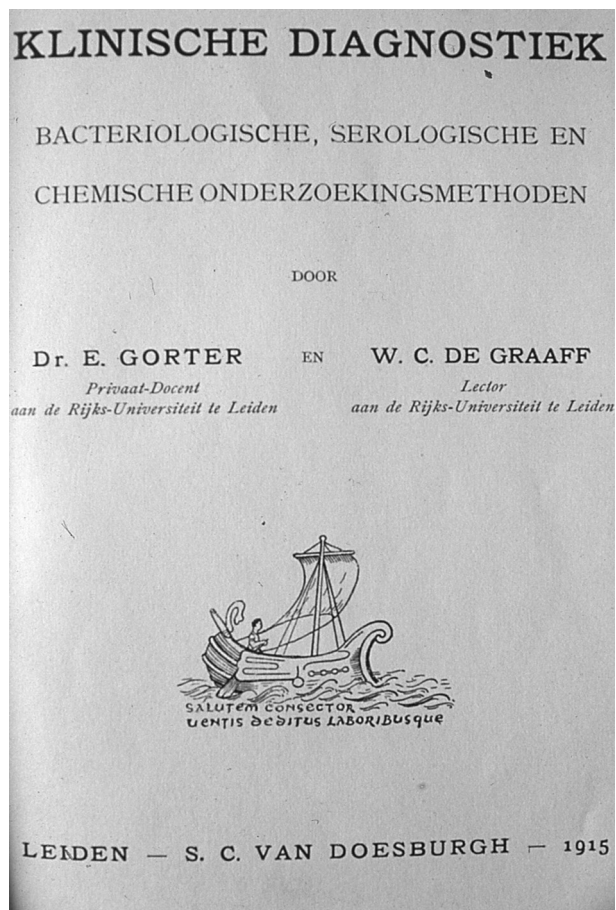 KLINISCHE DIAGNOSTIEK
BACTERIOLOGISCHE, SEROLOGISCHE EN
CHEMISCHE ONDERZOEKINGSMETHODEN
DOOR
Dr. E. GORTER EN W. C. DE GRAAFF
Privaat-Docent Lector
aan de Rijks-Universiteit te Leiden aan de Rijks-Universiteit te Leiden
SALUTEM CONSECTOR
UENTIS DEDITUS LABORIBUSQUE
LEIDEN — S. C. VAN DOESBURGH — 1915